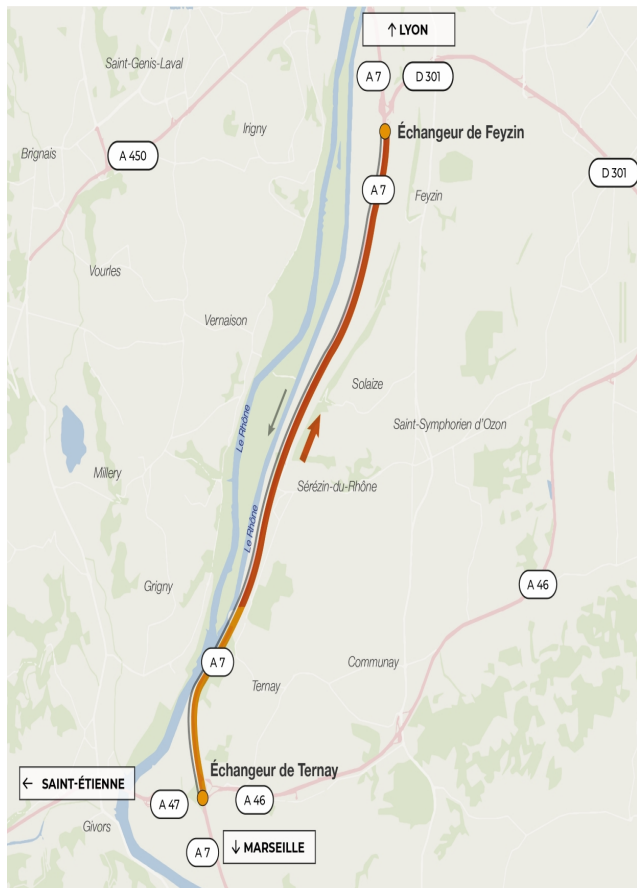 ↑ LYON
A 7
D 301
Saint-Genis-Laval
Échangeur de Feyzin
Irigny
Brignais
A 450
D 301
A 7
Feyzin
Vourles
Vernaison
Solaize
Le Rhône
Saint-Symphorien d'Ozon
Millery
Sérézin-du-Rhône
Le Rhône
Grigny
A 46
A 7
Communay
Ternay
Échangeur de Ternay
← SAINT-ÉTIENNE
A 47
A 46
Givors
A 7
↓ MARSEILLE